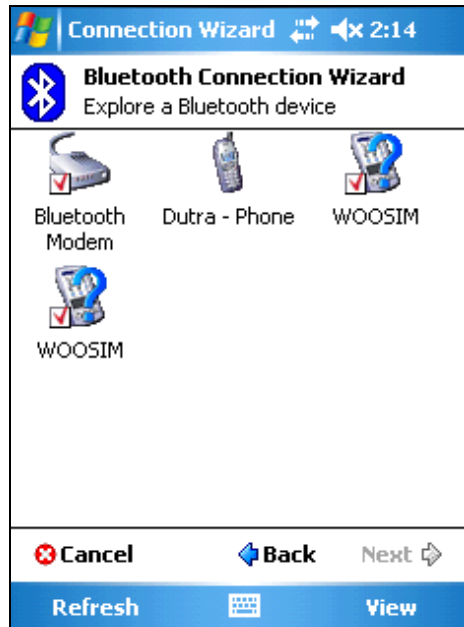 Connection Wizard 2:14
Bluetooth Connection Wizard
Explore a Bluetooth device
Bluetooth Modem
Dutra - Phone
WOOSIM
WOOSIM
Cancel
Back
Next
Refresh
View